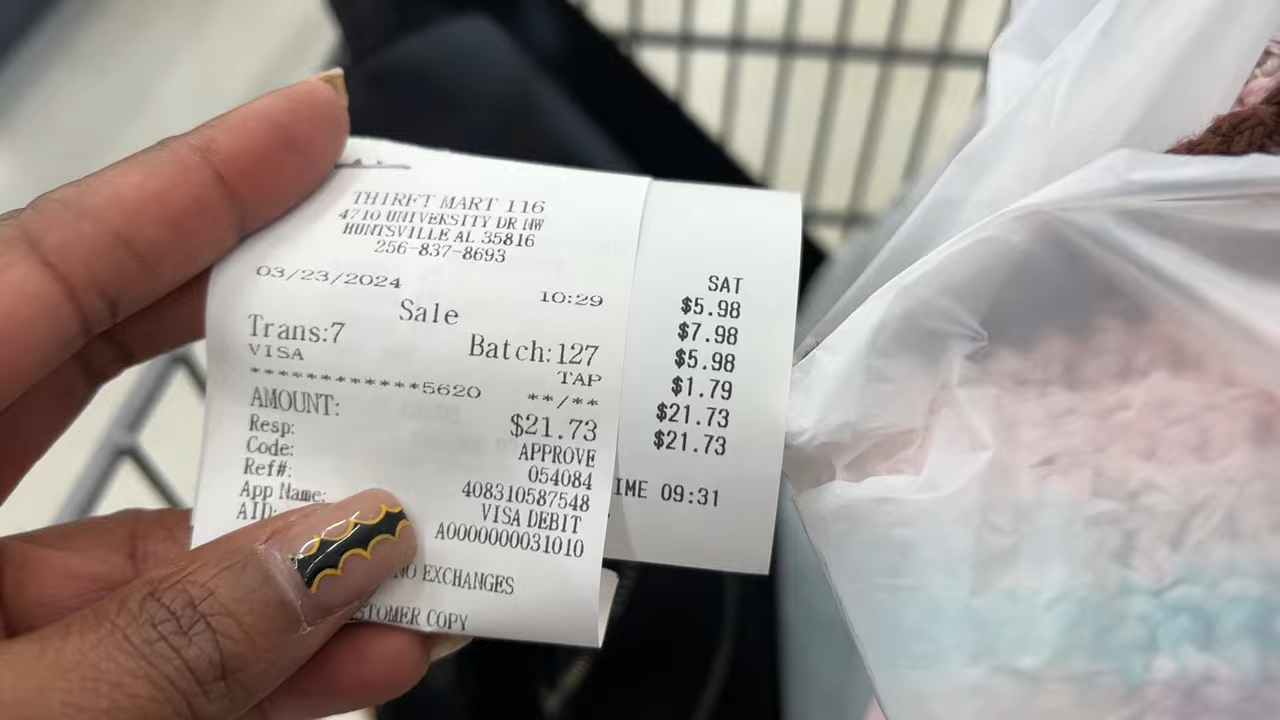 THIRFT MART 116
4710 UNIVERSITY DR NW
HUNTSVILLE AL 35816
256-837-8693
03/23/2024 10:29
Sale
Trans:7 Batch:127
VISA TAP
***********5620 **/**
AMOUNT: $21.73
Resp: APPROVE
Code: 054084
Ref#: 408310587548
App Name: VISA DEBIT
AID: A0000000031010
NO EXCHANGES
COPY
SAT
$5.98
$7.98
$5.98
$1.79
$21.73
$21.73
09:31